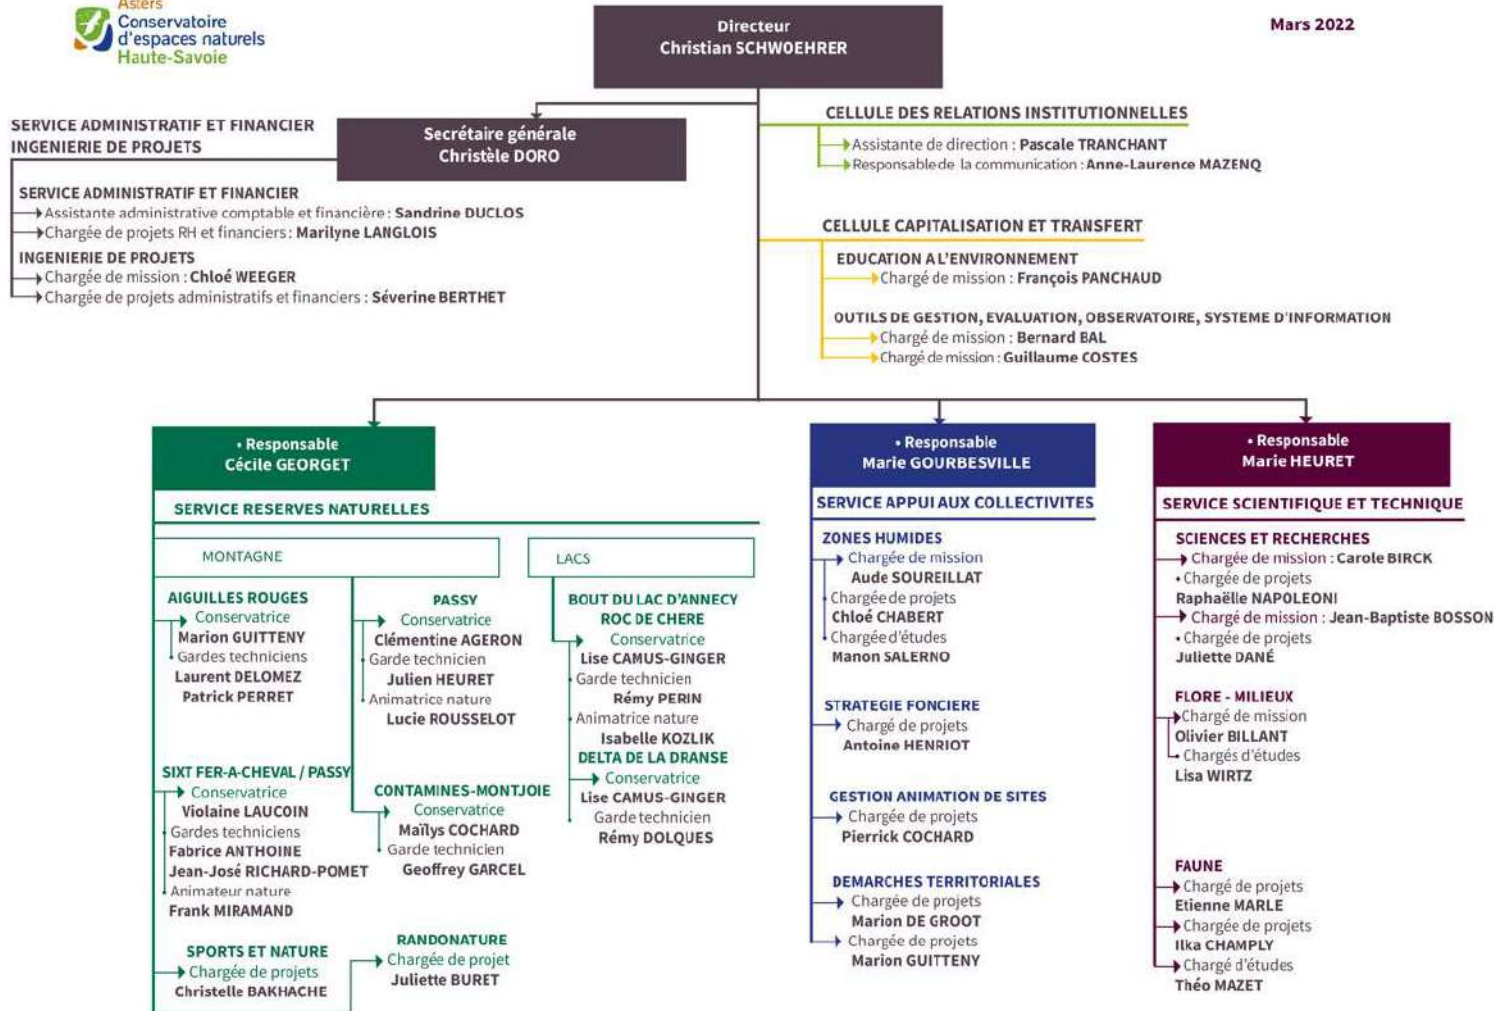 Asters
Conservatoire
d'espaces naturels
Haute-Savoie
Directeur
Christian SCHWOEHRER
Mars 2022
SERVICE ADMINISTRATIF ET FINANCIER
INGENIERIE DE PROJETS
Secrétaire générale
Christèle DORO
SERVICE ADMINISTRATIF ET FINANCIER
Assistante administrative comptable et financière : Sandrine DUCLOS
Chargée de projets RH et financiers : Marilyne LANGLOIS
INGENIERIE DE PROJETS
Chargée de mission : Chloé WEEGER
Chargée de projets administratifs et financiers : Séverine BERTHET
CELLULE DES RELATIONS INSTITUTIONNELLES
Assistante de direction : Pascale TRANCHANT
Responsable de la communication : Anne-Laurence MAZENQ
CELLULE CAPITALISATION ET TRANSFERT
EDUCATION A L'ENVIRONNEMENT
Chargé de mission : François PANCHAUD
OUTILS DE GESTION, EVALUATION, OBSERVATOIRE, SYSTEME D'INFORMATION
Chargé de mission : Bernard BAL
Chargé de mission : Guillaume COSTES
• Responsable
Cécile GEORGET
SERVICE RESERVES NATURELLES
MONTAGNE
AIGUILLES ROUGES
Conservatrice
Marion GUITTENY
Gardes techniciens
Laurent DELOMEZ
Patrick PERRET
SIXT FER-A-CHEVAL / PASSY
Conservatrice
Violaine LAUCOIN
Gardes techniciens
Fabrice ANTHOINE
Jean-José RICHARD-POMET
Animateur nature
Frank MIRAMAND
SPORTS ET NATURE
Chargée de projets
Christelle BAKHACHE
PASSY
Conservatrice
Clémentine AGERON
Garde technicien
Julien HEURET
Animatrice nature
Lucie ROUSSELOT
CONTAMINES-MONTJOIE
Conservatrice
Maïlys COCHARD
Garde technicien
Geoffrey GARCEL
RANDONATURE
Chargée de projet
Juliette BURET
LACS
BOUT DU LAC D'ANNECY
ROC DE CHERE
Conservatrice
Lise CAMUS-GINGER
Garde technicien
Rémy PERIN
Animatrice nature
Isabelle KOZLIK
DELTA DE LA DRANSE
Conservatrice
Lise CAMUS-GINGER
Garde technicien
Rémy DOLQUES
• Responsable
Marie GOURBESVILLE
SERVICE APPUI AUX COLLECTIVITES
ZONES HUMIDES
Chargée de mission
Aude SOUREILLAT
Chargée de projets
Chloé CHABERT
Chargée d'études
Manon SALERNO
STRATEGIE FONCIERE
Chargé de projets
Antoine HENRIOT
GESTION ANIMATION DE SITES
Chargé de projets
Pierrick COCHARD
DEMARCHES TERRITORIALES
Chargée de projets
Marion DE GROOT
Chargée de projets
Marion GUITTENY
• Responsable
Marie HEURET
SERVICE SCIENTIFIQUE ET TECHNIQUE
SCIENCES ET RECHERCHES
Chargée de mission : Carole BIRCK
• Chargée de projets
Raphaëlle NAPOLEONI
Chargé de mission : Jean-Baptiste BOSSON
• Chargée de projets
Juliette DANÉ
FLORE - MILIEUX
Chargé de mission
Olivier BILLANT
Chargés d'études
Lisa WIRTZ
FAUNE
Chargé de projets
Etienne MARLE
Chargée de projets
Ilka CHAMPLY
Chargé d'études
Théo MAZET